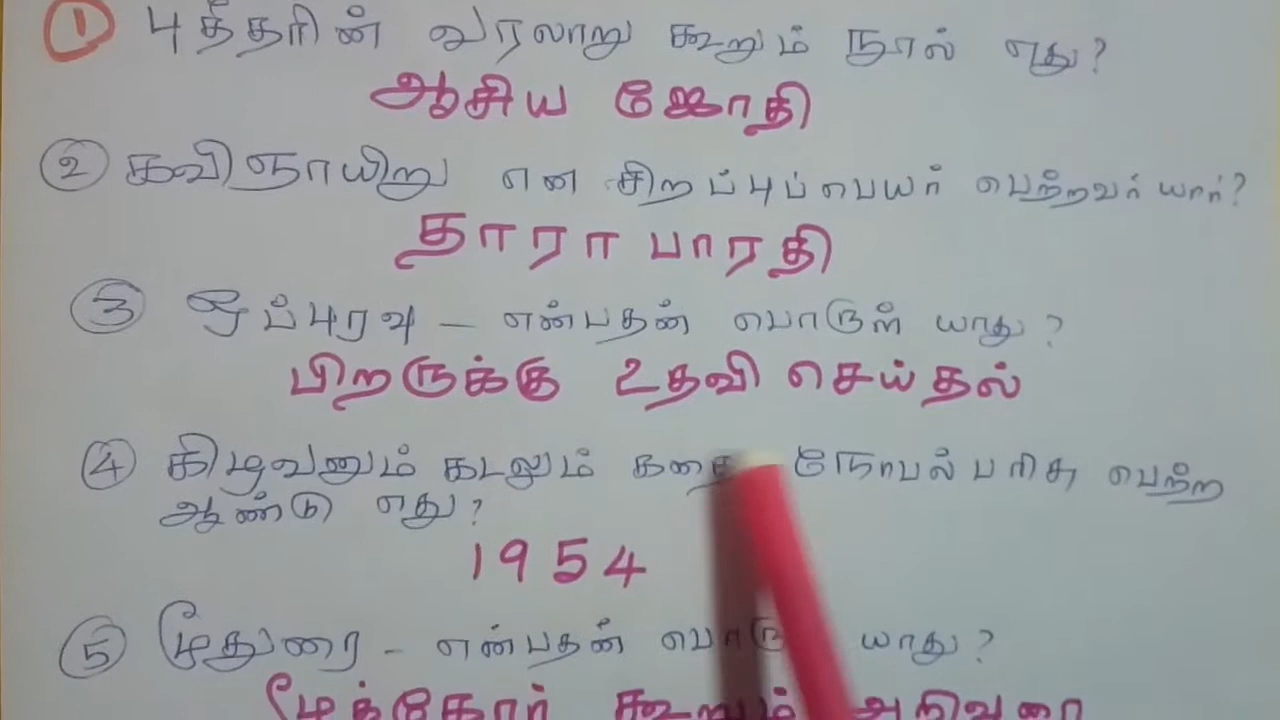 ① புத்தரின் வரலாறு கூறும் நூல் எது?
ஆசிய ஜோதி
② கவிஞாயிறு என சிறப்புப்பெயர் பெற்றவர் யார்?
தாரா பாரதி
③ ஒப்புரவு - என்பதன் பொருள் யாது?
பிறருக்கு உதவி செய்தல்
④ கிழவனும் கடலும் கதை நோபல் பரிசு பெற்ற
ஆண்டு எது?
1954
⑤ மூதுரை - என்பதன் யாது?
மூத்தோர் கூறும் அறிவுரை